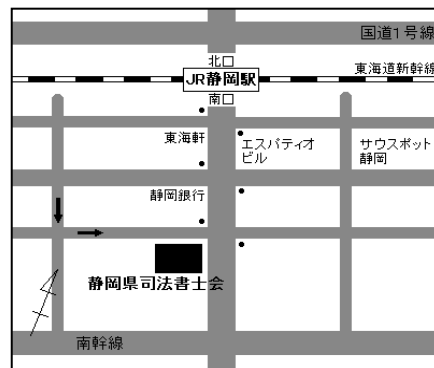 国道1号線
北口
東海道新幹線
JR静岡駅
南口
東海軒
エスパティオ
ビル
サウスポット
静岡
静岡銀行
静岡県司法書士会
南幹線